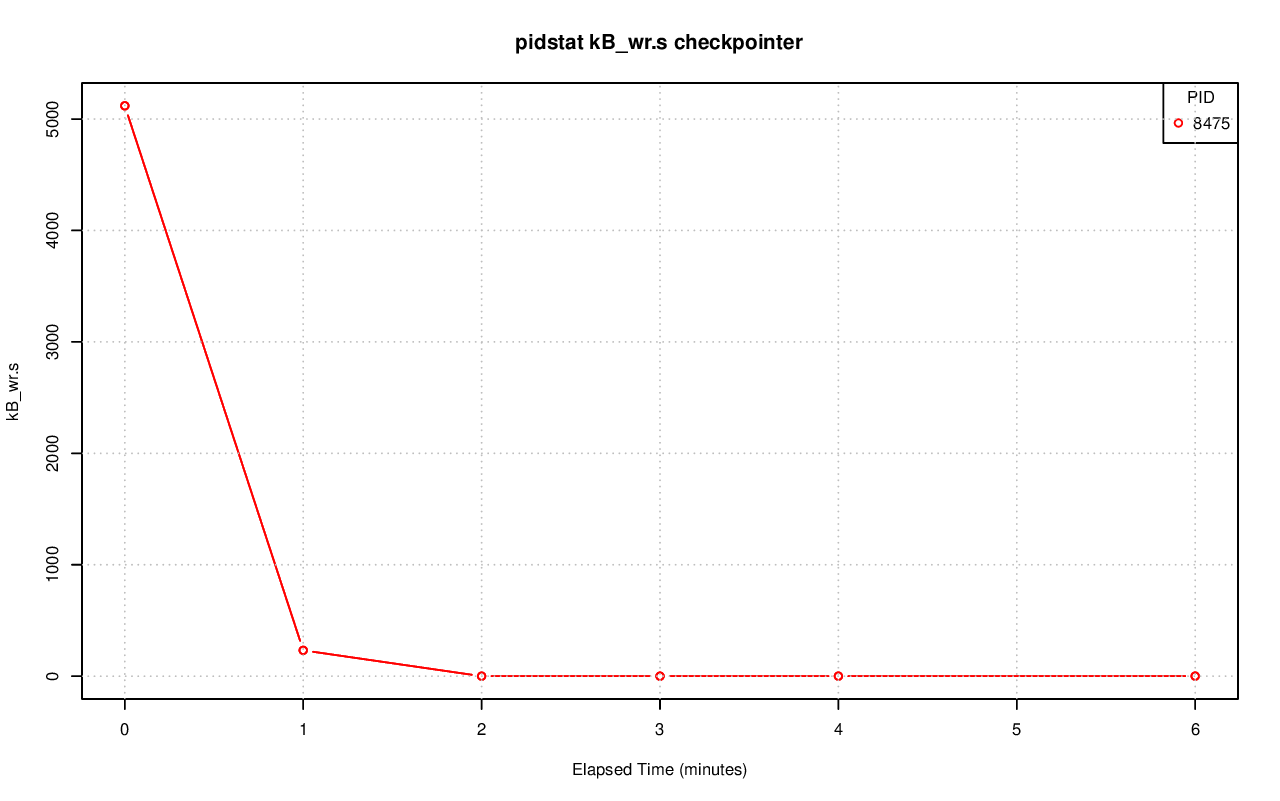 pidstat kB_wr.s checkpointer
PID
8475
kB_wr.s
5000
4000
3000
2000
1000
0
0 1 2 3 4 5 6
Elapsed Time (minutes)